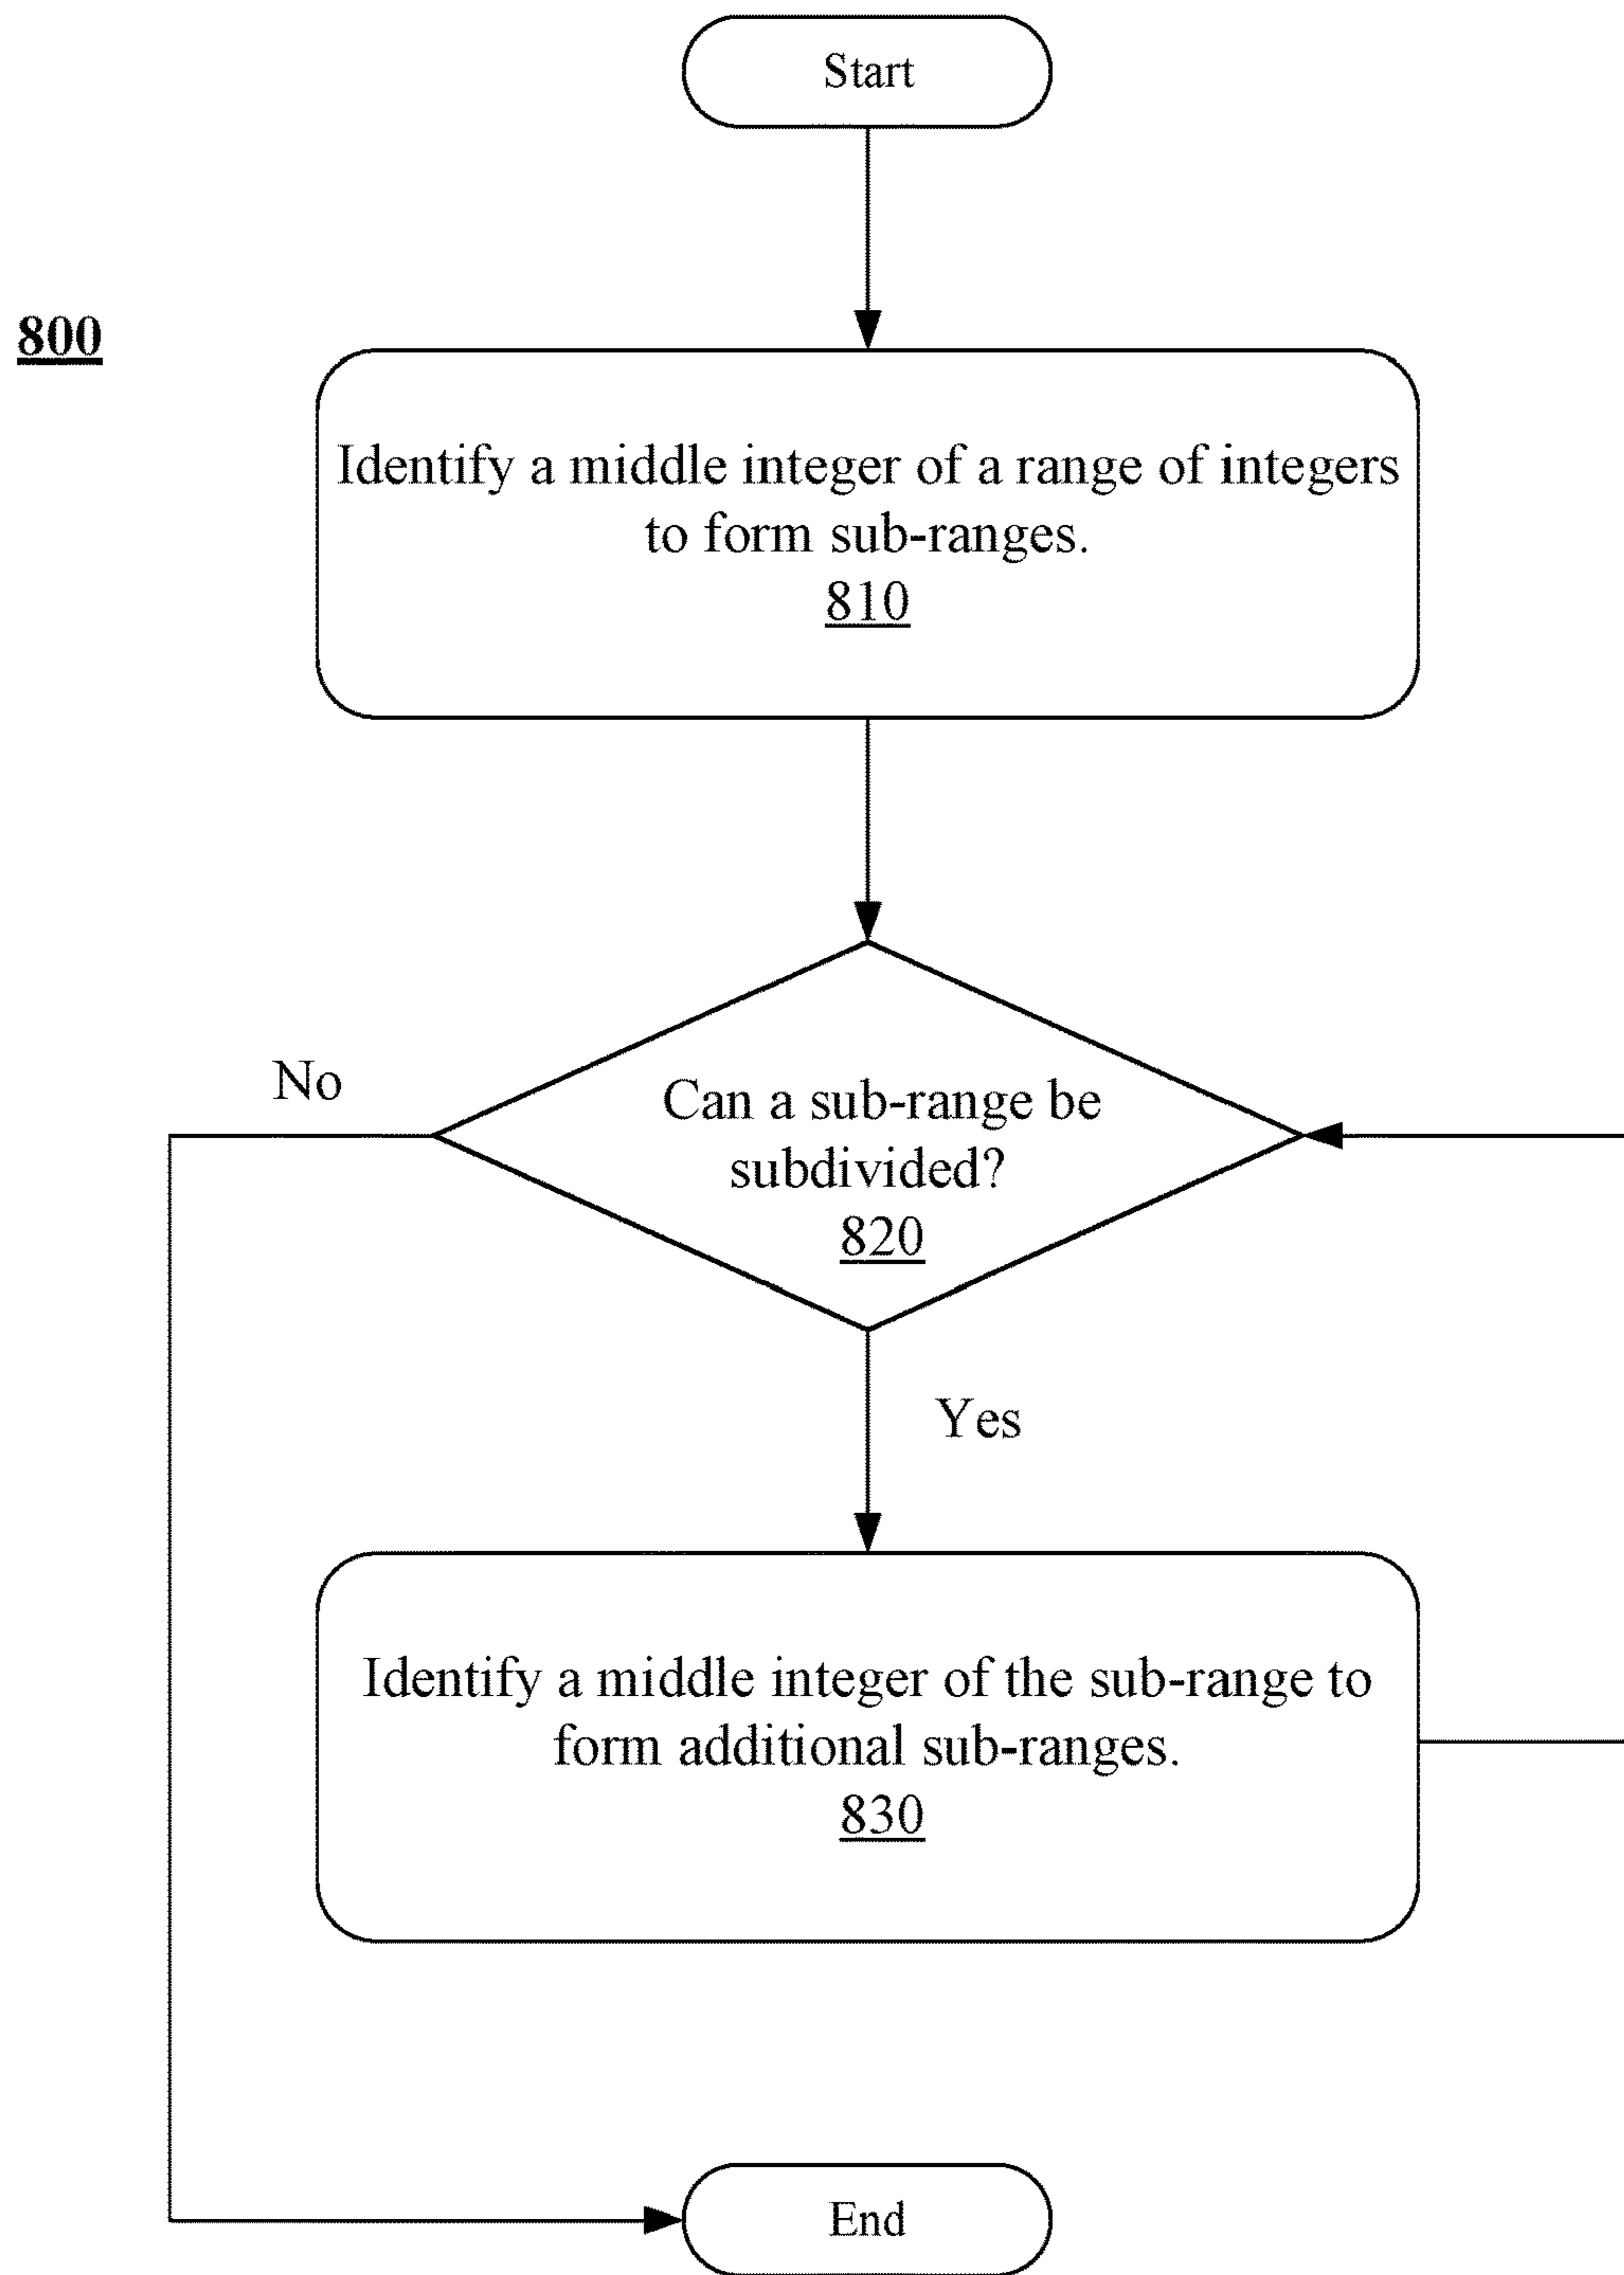 Start
800
Identify a middle integer of a range of integers
to form sub-ranges.
810
No
Can a sub-range be
subdivided?
820
Yes
Identify a middle integer of the sub-range to
form additional sub-ranges.
830
End